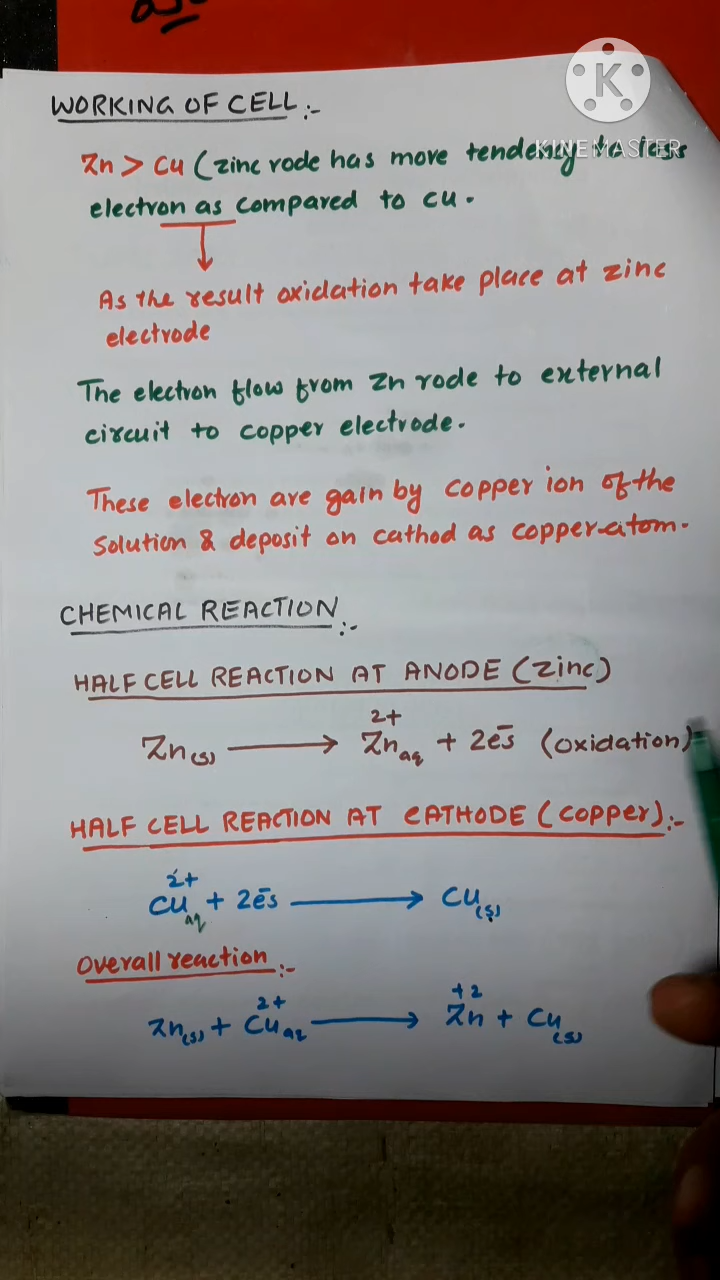 WORKING OF CELL :-
K
KINEMASTER
Zn > Cu (zinc rode has more tendency to loss
electron as compared to cu.
As the result oxidation take place at zinc
electrode
The electron flow from Zn rode to external
circuit to copper electrode.
These electron are gain by copper ion of the
solution & deposit on cathod as copper atom.
CHEMICAL REACTION :-
HALF CELL REACTION AT ANODE (Zinc)
Zn(s) ⟶ Zn²⁺aq + 2e̅s (oxidation)
HALF CELL REACTION AT CATHODE (copper) :-
Cu²⁺aq + 2e̅s ⟶ Cu(s)
Overall reaction :-
Zn(s) + Cu²⁺aq ⟶ Zn⁺² + Cu(s)